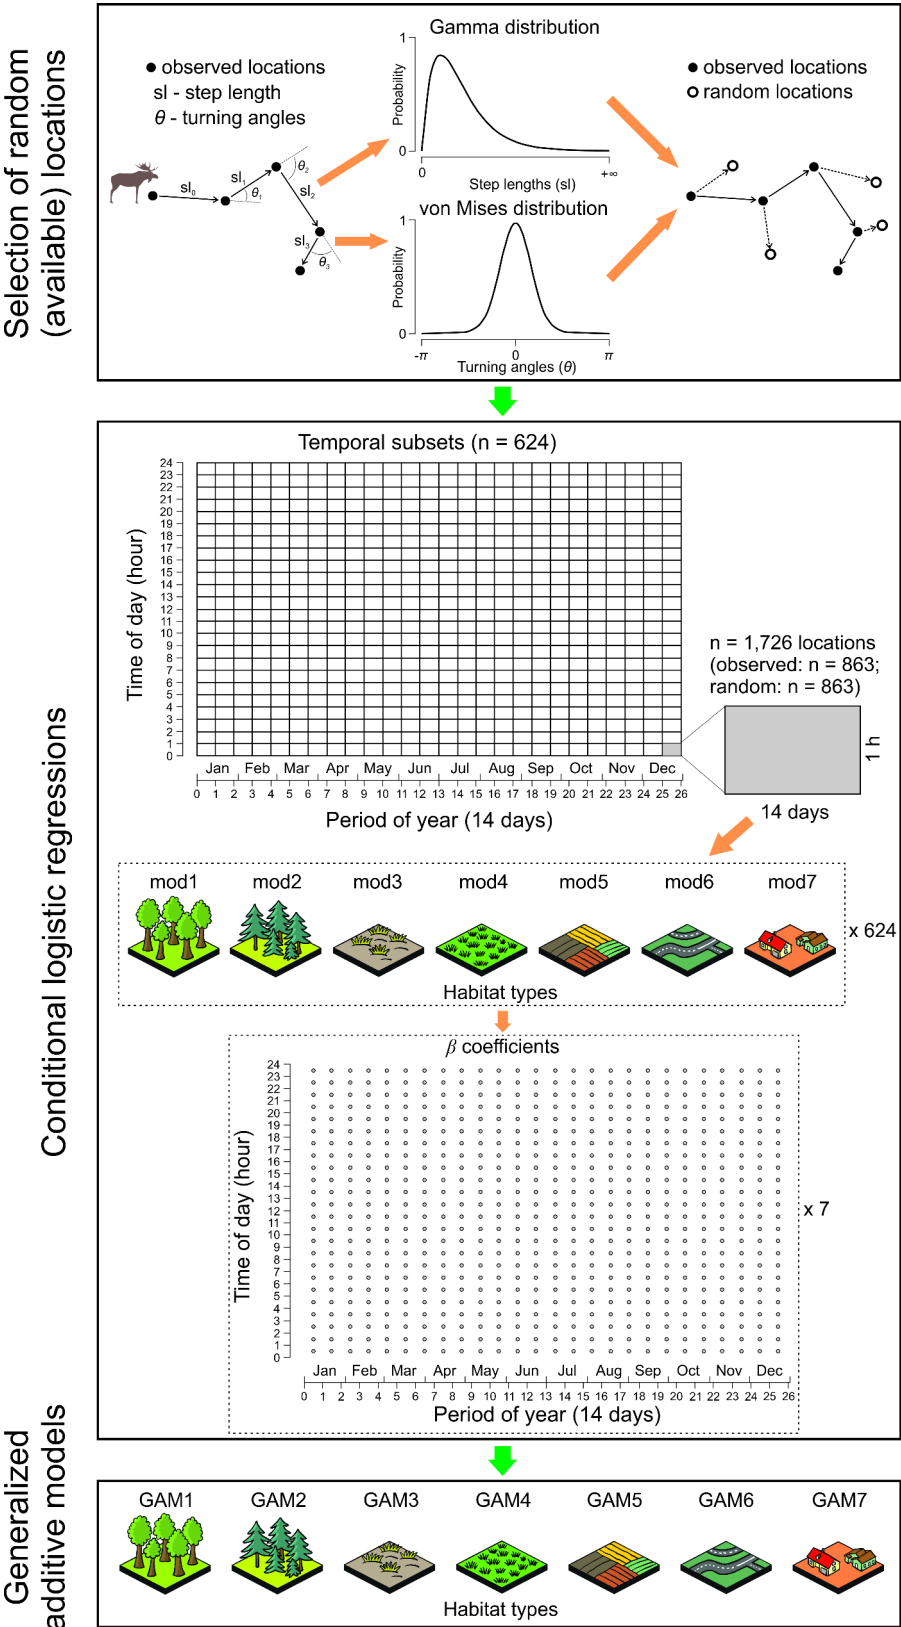 Selection of random
(available) locations
Gamma distribution
observed locations
sl - step length
θ - turning angles
sl0
sl1
θ1
θ2
sl2
sl3
θ3
1
Probability
0
0
+∞
Step lengths (sl)
von Mises distribution
1
Probability
0
-π
0
π
Turning angles (θ)
observed locations
random locations
Conditional logistic regressions
Temporal subsets (n = 624)
Time of day (hour)
24
23
22
21
20
19
18
17
16
15
14
13
12
11
10
9
8
7
6
5
4
3
2
1
0
Jan Feb Mar Apr May Jun Jul Aug Sep Oct Nov Dec
0 1 2 3 4 5 6 7 8 9 10 11 12 13 14 15 16 17 18 19 20 21 22 23 24 25 26
Period of year (14 days)
n = 1,726 locations
(observed: n = 863;
random: n = 863)
1 h
14 days
mod1 mod2 mod3 mod4 mod5 mod6 mod7
x 624
Habitat types
β coefficients
Time of day (hour)
24
23
22
21
20
19
18
17
16
15
14
13
12
11
10
9
8
7
6
5
4
3
2
1
0
Jan Feb Mar Apr May Jun Jul Aug Sep Oct Nov Dec
0 1 2 3 4 5 6 7 8 9 10 11 12 13 14 15 16 17 18 19 20 21 22 23 24 25 26
Period of year (14 days)
x 7
Generalized
additive models
GAM1 GAM2 GAM3 GAM4 GAM5 GAM6 GAM7
Habitat types